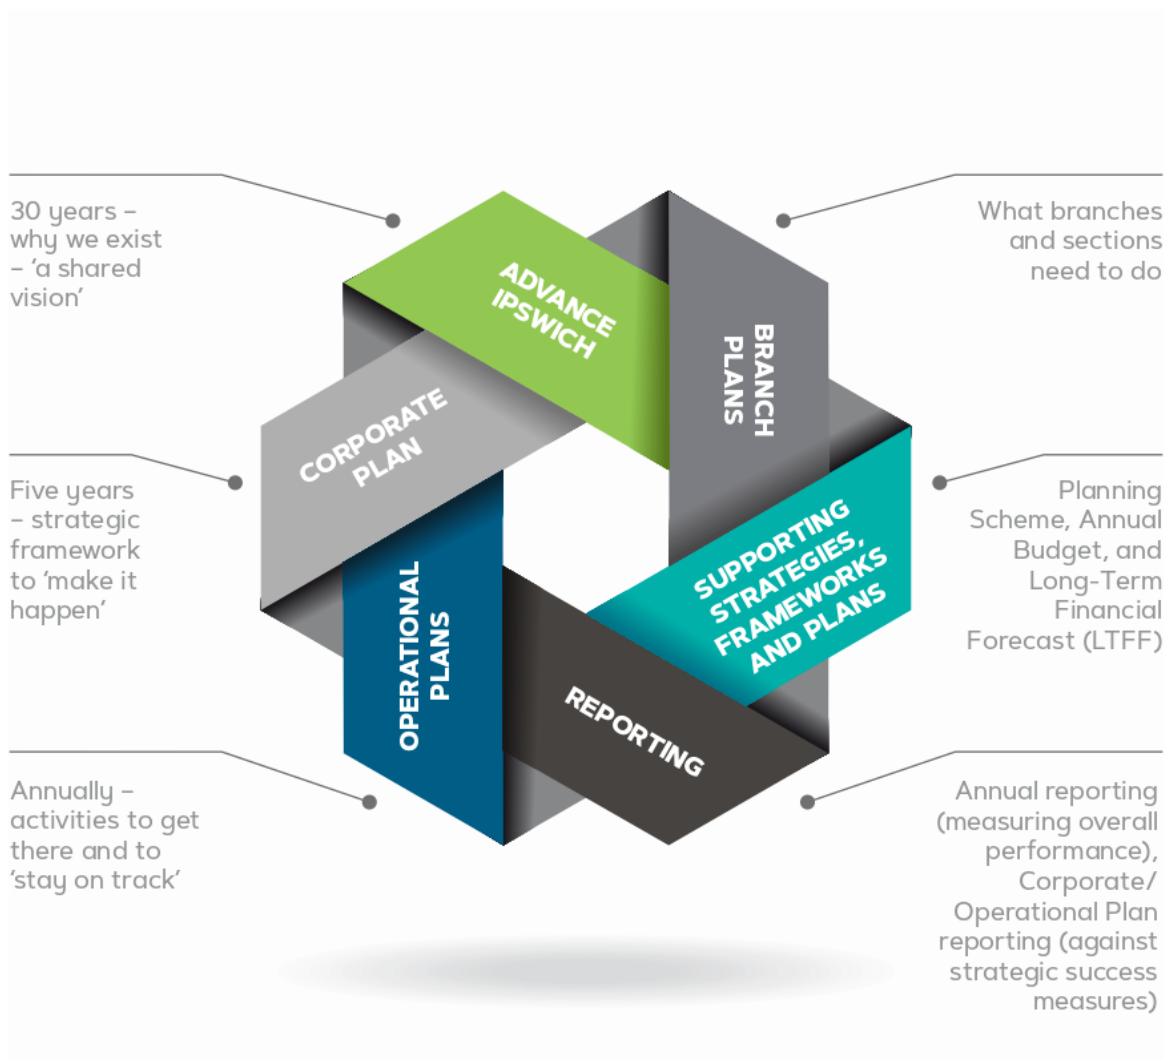 30 years –
why we exist
– ‘a shared
vision’
Five years
– strategic
framework
to ‘make it
happen’
Annually –
activities to get
there and to
‘stay on track’
ADVANCE
IPSWICH
CORPORATE
PLAN
OPERATIONAL
PLANS
BRANCH
PLANS
SUPPORTING
STRATEGIES,
FRAMEWORKS
AND PLANS
REPORTING
What branches
and sections
need to do
Planning
Scheme, Annual
Budget, and
Long-Term
Financial
Forecast (LTFF)
Annual reporting
(measuring overall
performance),
Corporate/
Operational Plan
reporting (against
strategic success
measures)